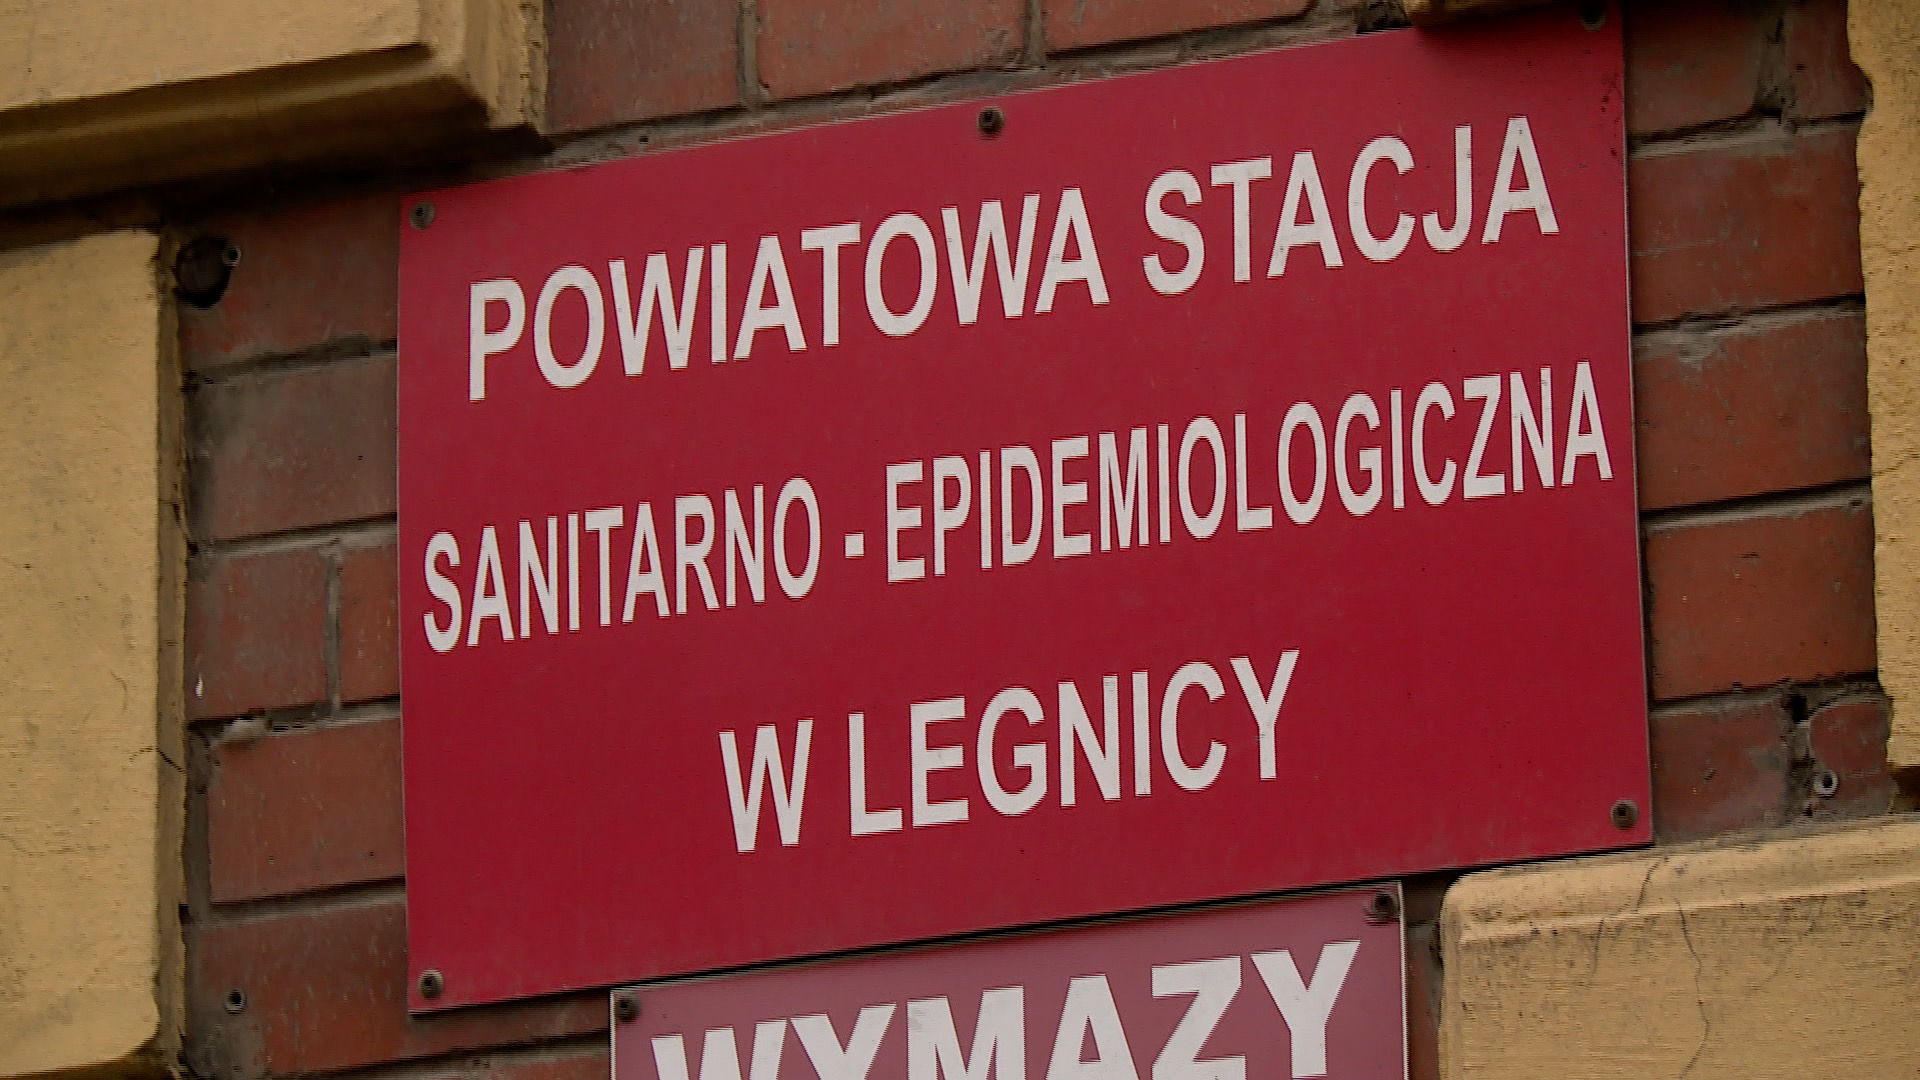 POWIATOWA STACJA
SANITARNO - EPIDEMIOLOGICZNA
W LEGNICY
WYMAZY